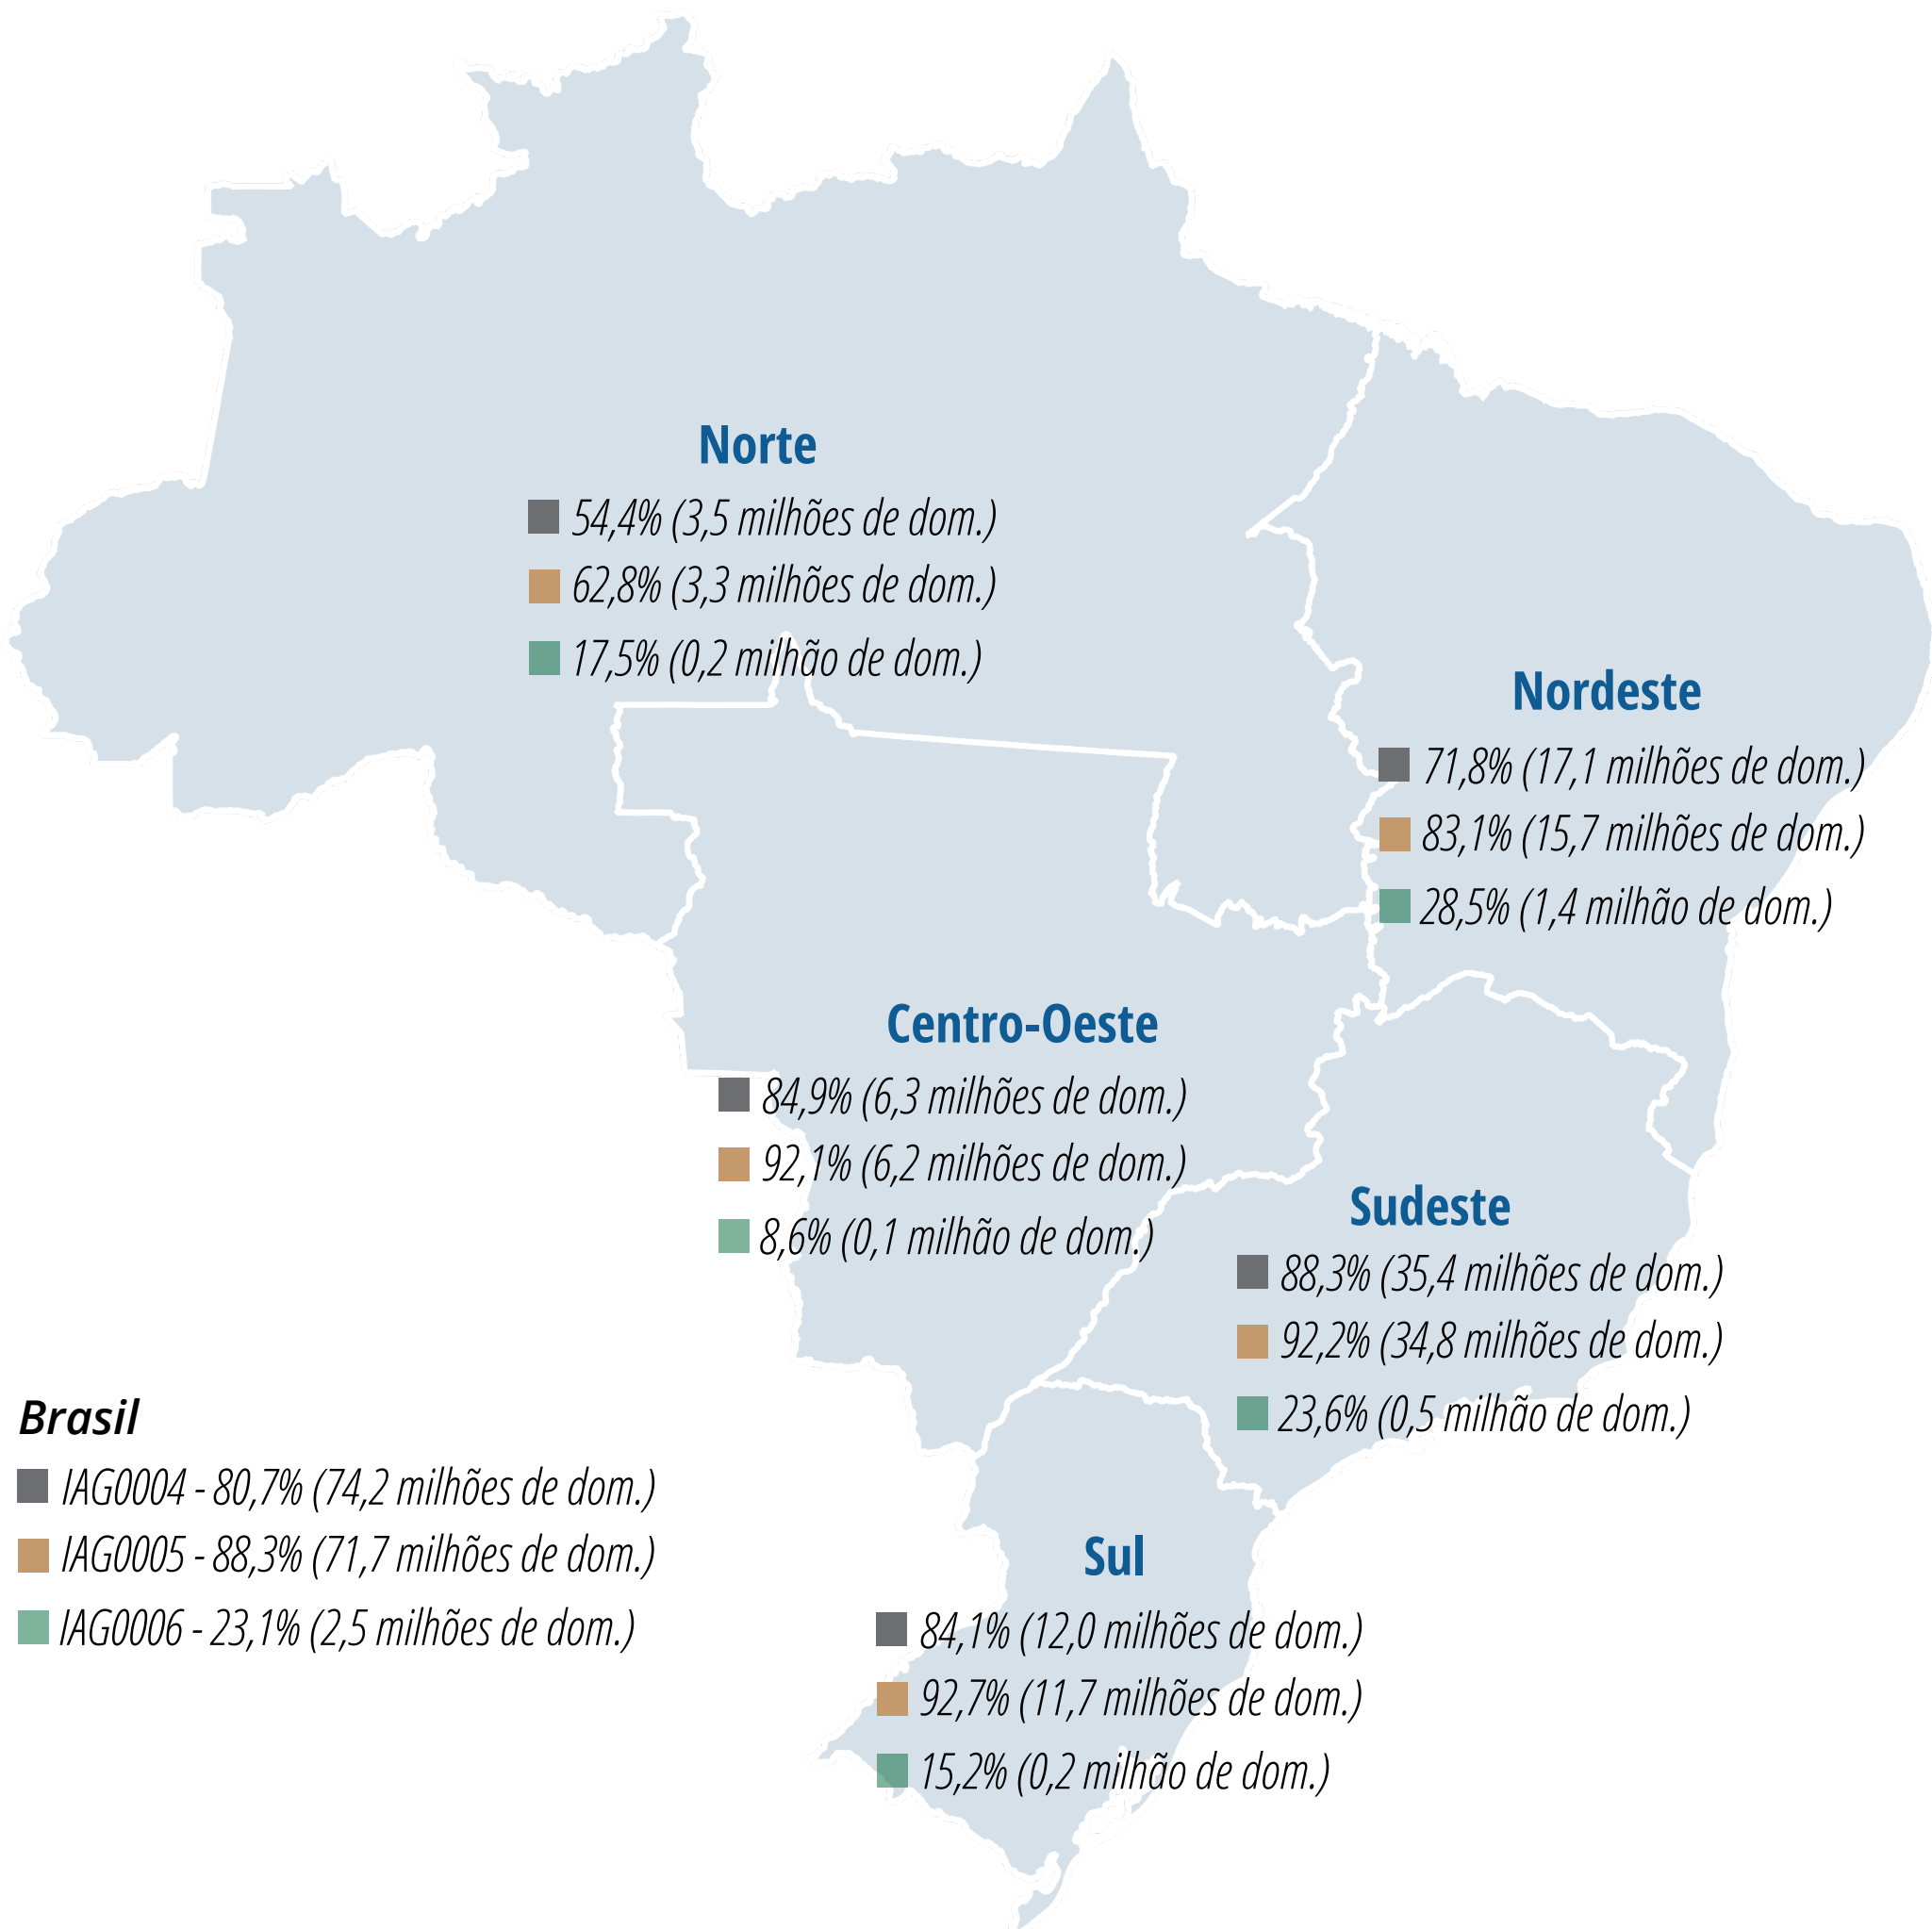 Norte
54,4% (3,5 milhões de dom.)
62,8% (3,3 milhões de dom.)
17,5% (0,2 milhão de dom.)
Nordeste
71,8% (17,1 milhões de dom.)
83,1% (15,7 milhões de dom.)
28,5% (1,4 milhão de dom.)
Centro-Oeste
84,9% (6,3 milhões de dom.)
92,1% (6,2 milhões de dom.)
8,6% (0,1 milhão de dom.)
Sudeste
88,3% (35,4 milhões de dom.)
92,2% (34,8 milhões de dom.)
23,6% (0,5 milhão de dom.)
Brasil
IAG0004 - 80,7% (74,2 milhões de dom.)
IAG0005 - 88,3% (71,7 milhões de dom.)
IAG0006 - 23,1% (2,5 milhões de dom.)
Sul
84,1% (12,0 milhões de dom.)
92,7% (11,7 milhões de dom.)
15,2% (0,2 milhão de dom.)